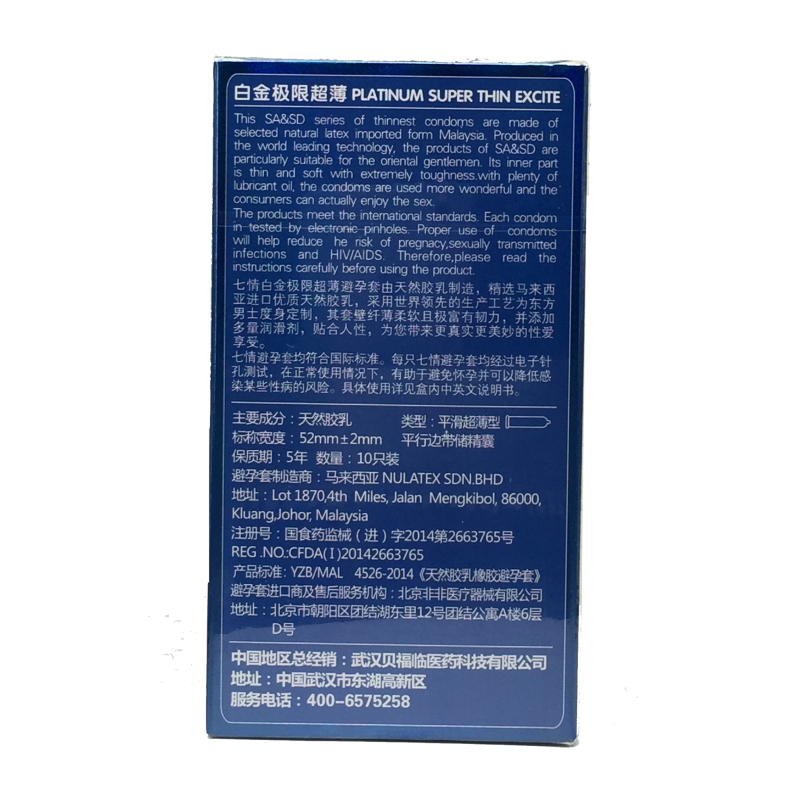 白金极限超薄 PLATINUM SUPER THIN EXCITE
This SA&SD series of thinnest condoms are made of
selected natural latex imported form Malaysia. Produced in
the world leading technology, the products of SA&SD are
particularly suitable for the oriental gentlemen. Its inner part
is thin and soft with extremely toughness.with plenty of
lubricant oil, the condoms are used more wonderful and the
consumers can actually enjoy the sex.
The products meet the international standards. Each condom
in tested by electronic pinholes. Proper use of condoms
will help reduce he risk of pregnacy,sexually transmitted
infections and HIV/AIDS. Therefore,please read the
instructions carefully before using the product.
七情白金极限超薄避孕套由天然胶乳制造，精选马来西
亚进口优质天然胶乳，采用世界领先的生产工艺为东方
男士度身定制，其套壁纤薄柔软且极富有韧力，并添加
多量润滑剂，贴合人性，为您带来更真实更美妙的性爱
享受。
七情避孕套均符合国际标准。每只七情避孕套均经过电子针
孔测试，在正常使用情况下，有助于避免怀孕并可以降低感
染某些性病的风险。具体使用详见盒内中英文说明书。
主要成分：天然胶乳 类型：平滑超薄型
标称宽度：52mm±2mm 平行边带储精囊
保质期：5年 数量：10只装
避孕套制造商：马来西亚 NULATEX SDN.BHD
地址：Lot 1870,4th Miles, Jalan Mengkibol, 86000,
Kluang,Johor, Malaysia
注册号：国食药监械（进）字2014第2663765号
REG .NO.:CFDA(Ⅰ)20142663765
产品标准：YZB/MAL 4526-2014《天然胶乳橡胶避孕套》
避孕套进口商及售后服务机构：北京非非医疗器械有限公司
地址：北京市朝阳区团结湖东里12号团结公寓A楼6层
D号
中国地区总经销：武汉贝福临医药科技有限公司
地址：中国武汉市东湖高新区
服务电话：400-6575258